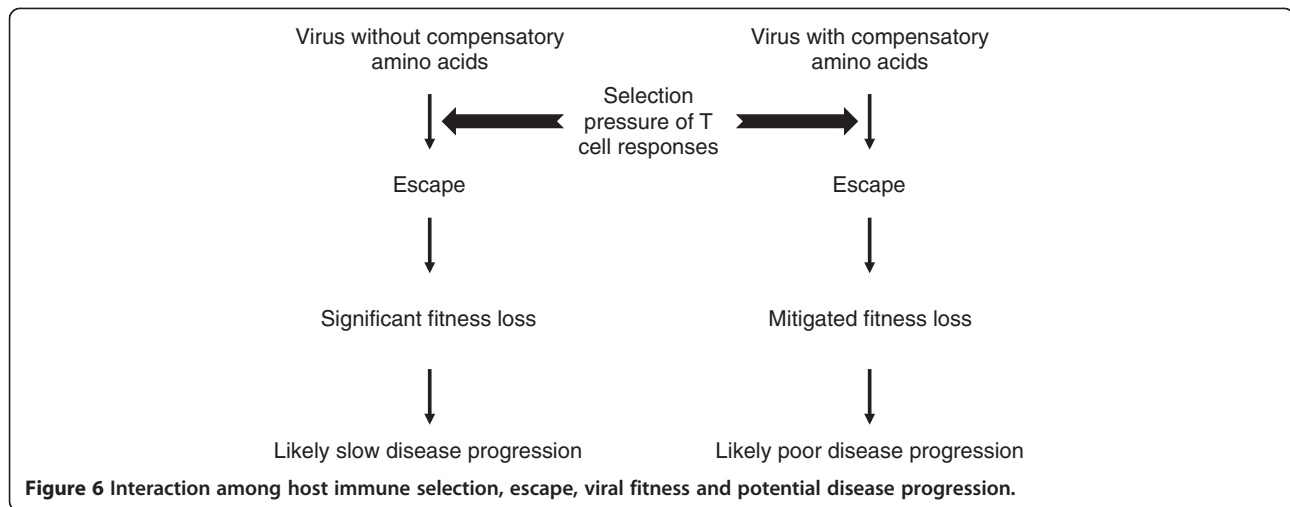 Virus without compensatory
amino acids
Virus with compensatory
amino acids
Selection
pressure of T
cell responses
Escape
Escape
Significant fitness loss
Mitigated fitness loss
Likely slow disease progression
Likely poor disease progression
Figure 6 Interaction among host immune selection, escape, viral fitness and potential disease progression.